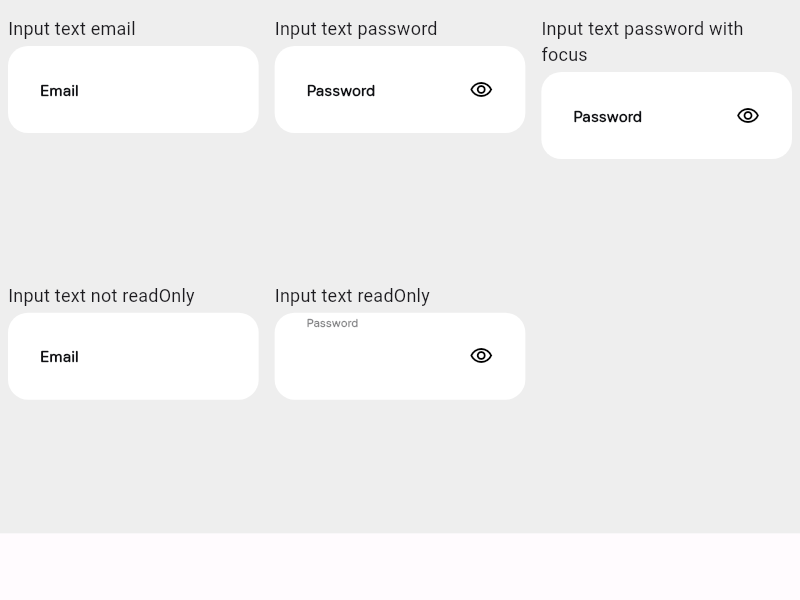 Input text email
Email
Input text password
Password
Input text password with
focus
Password
Input text not readOnly
Email
Input text readOnly
Password